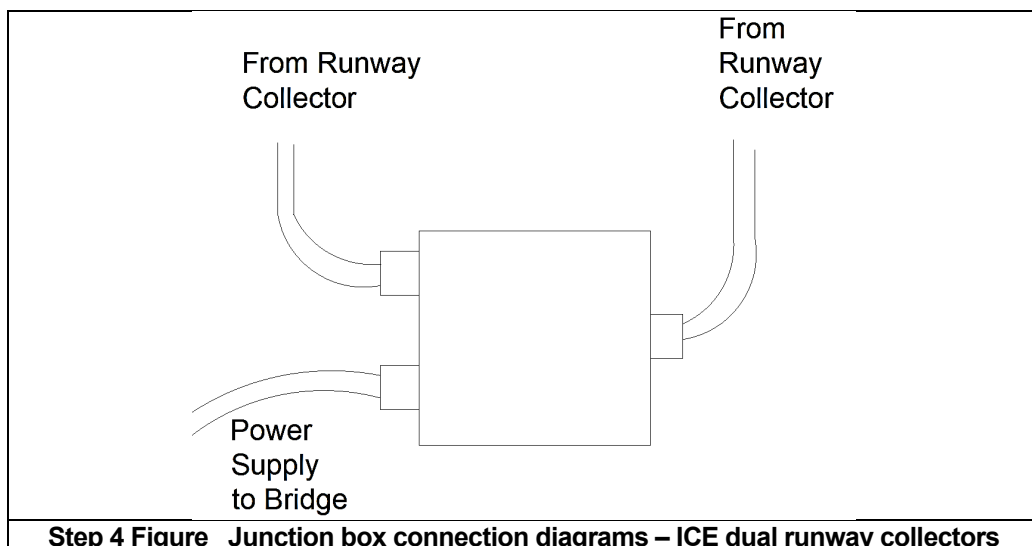 From Runway
Collector
From
Runway
Collector
Power
Supply
to Bridge
Step 4 Figure Junction box connection diagrams – ICE dual runway collectors